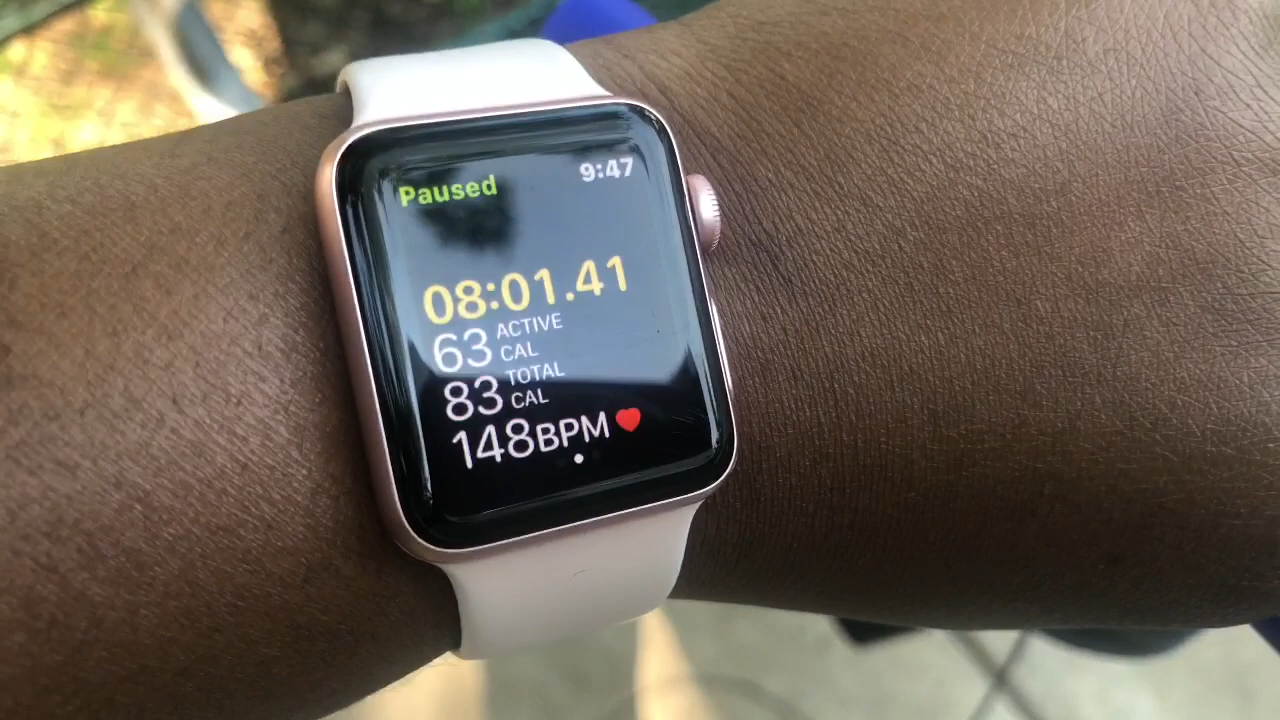 Paused 9:47
08:01.41
63 ACTIVE CAL
83 TOTAL CAL
148BPM